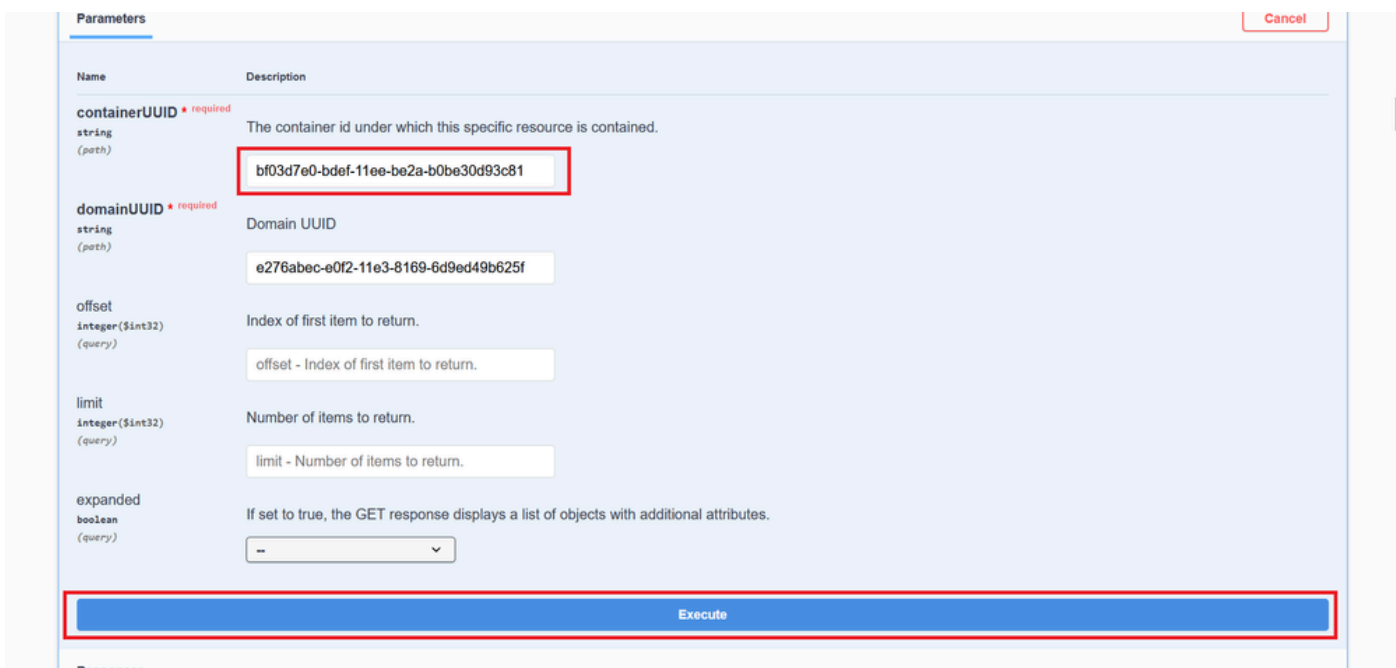 Parameters
Cancel
Name Description
containerUUID * required
string
(path)
The container id under which this specific resource is contained.
bf03d7e0-bdef-11ee-be2a-b0be30d93c81
domainUUID * required
string
(path)
Domain UUID
e276abec-e0f2-11e3-8169-6d9ed49b625f
offset
integer($int32)
(query)
Index of first item to return.
offset - Index of first item to return.
limit
integer($int32)
(query)
Number of items to return.
limit - Number of items to return.
expanded
boolean
(query)
If set to true, the GET response displays a list of objects with additional attributes.
--
Execute